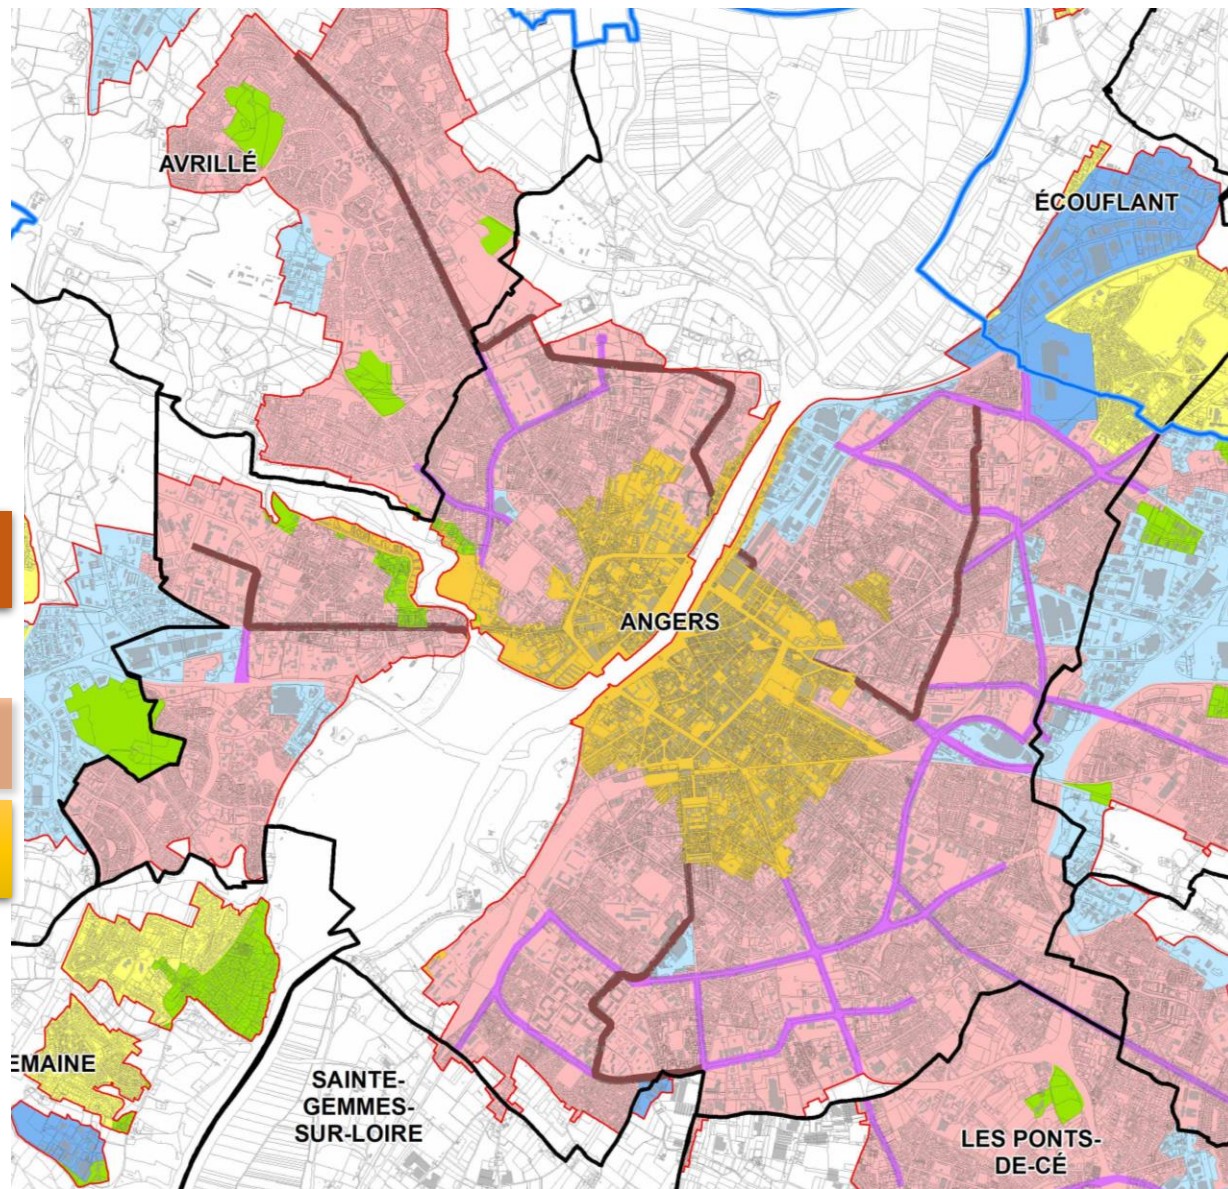 AVRILLÉ
ÉCOUFLANT
ANGERS
EMAINE
SAINTE-
GEMMES-
SUR-LOIRE
LES PONTS-
DE-CÉ